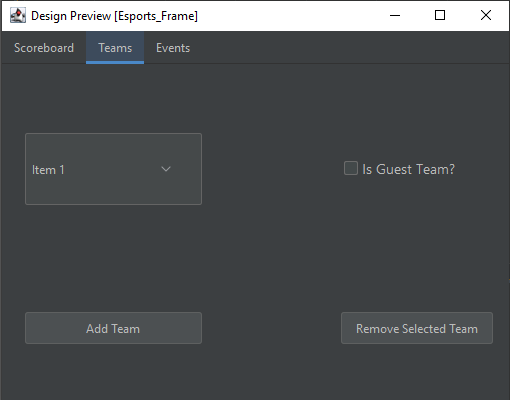 Design Preview [Esports_Frame]
Scoreboard Teams Events
Item 1
Is Guest Team?
Add Team
Remove Selected Team